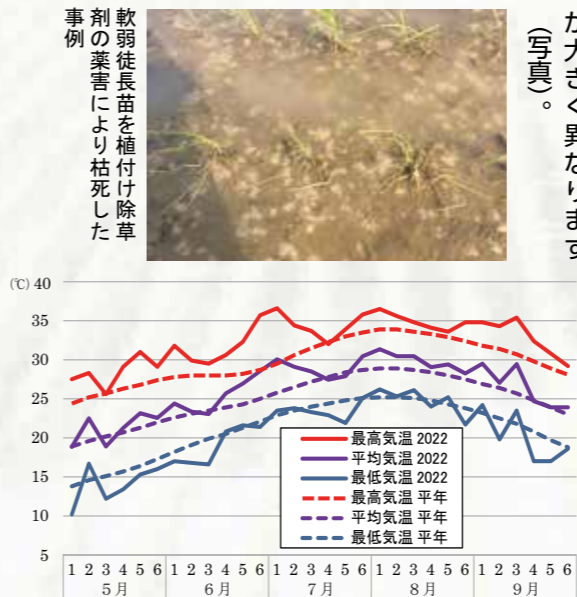 が大きく異なります
（写真）。
軟弱徒長苗を植付け除草
剤の薬害により枯死した
事例
(℃) 40
35
30
25
20
15
10
5
最高気温 2022
平均気温 2022
最低気温 2022
最高気温 平年
平均気温 平年
最低気温 平年
1 2 3 4 5 6 1 2 3 4 5 6 1 2 3 4 5 6 1 2 3 4 5 6 1 2 3 4 5 6
5月 6月 7月 8月 9月